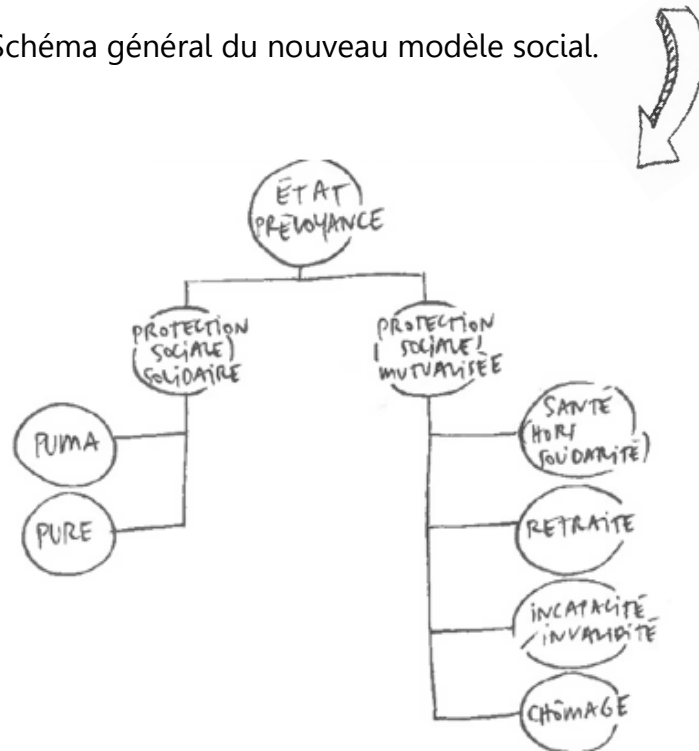 Schéma général du nouveau modèle social.
ÉTAT
PRÉVOYANCE
PROTECTION
SOCIALE
SOLIDAIRE
PROTECTION
SOCIALE
MUTUALISÉE
PUMA
PURE
SANTÉ
(HORS
SOLIDARITÉ)
RETRAITE
INCAPACITÉ
/INVALIDITÉ
CHÔMAGE